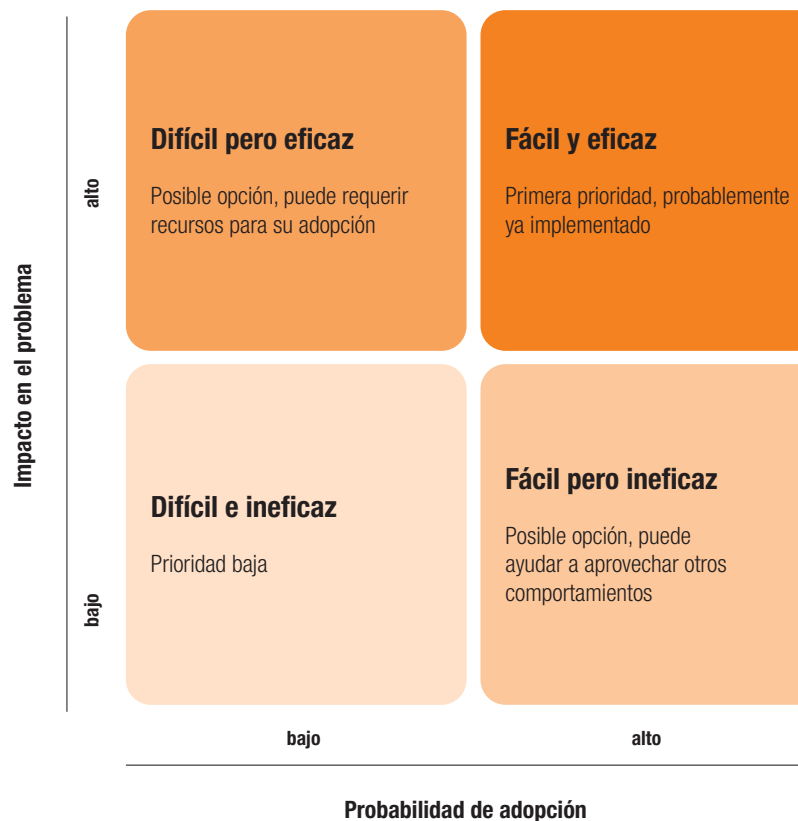 Impacto en el problema
alto
bajo
Difícil pero eficaz
Posible opción, puede requerir
recursos para su adopción
Fácil y eficaz
Primera prioridad, probablemente
ya implementado
Difícil e ineficaz
Prioridad baja
Fácil pero ineficaz
Posible opción, puede
ayudar a aprovechar otros
comportamientos
bajo
alto
Probabilidad de adopción